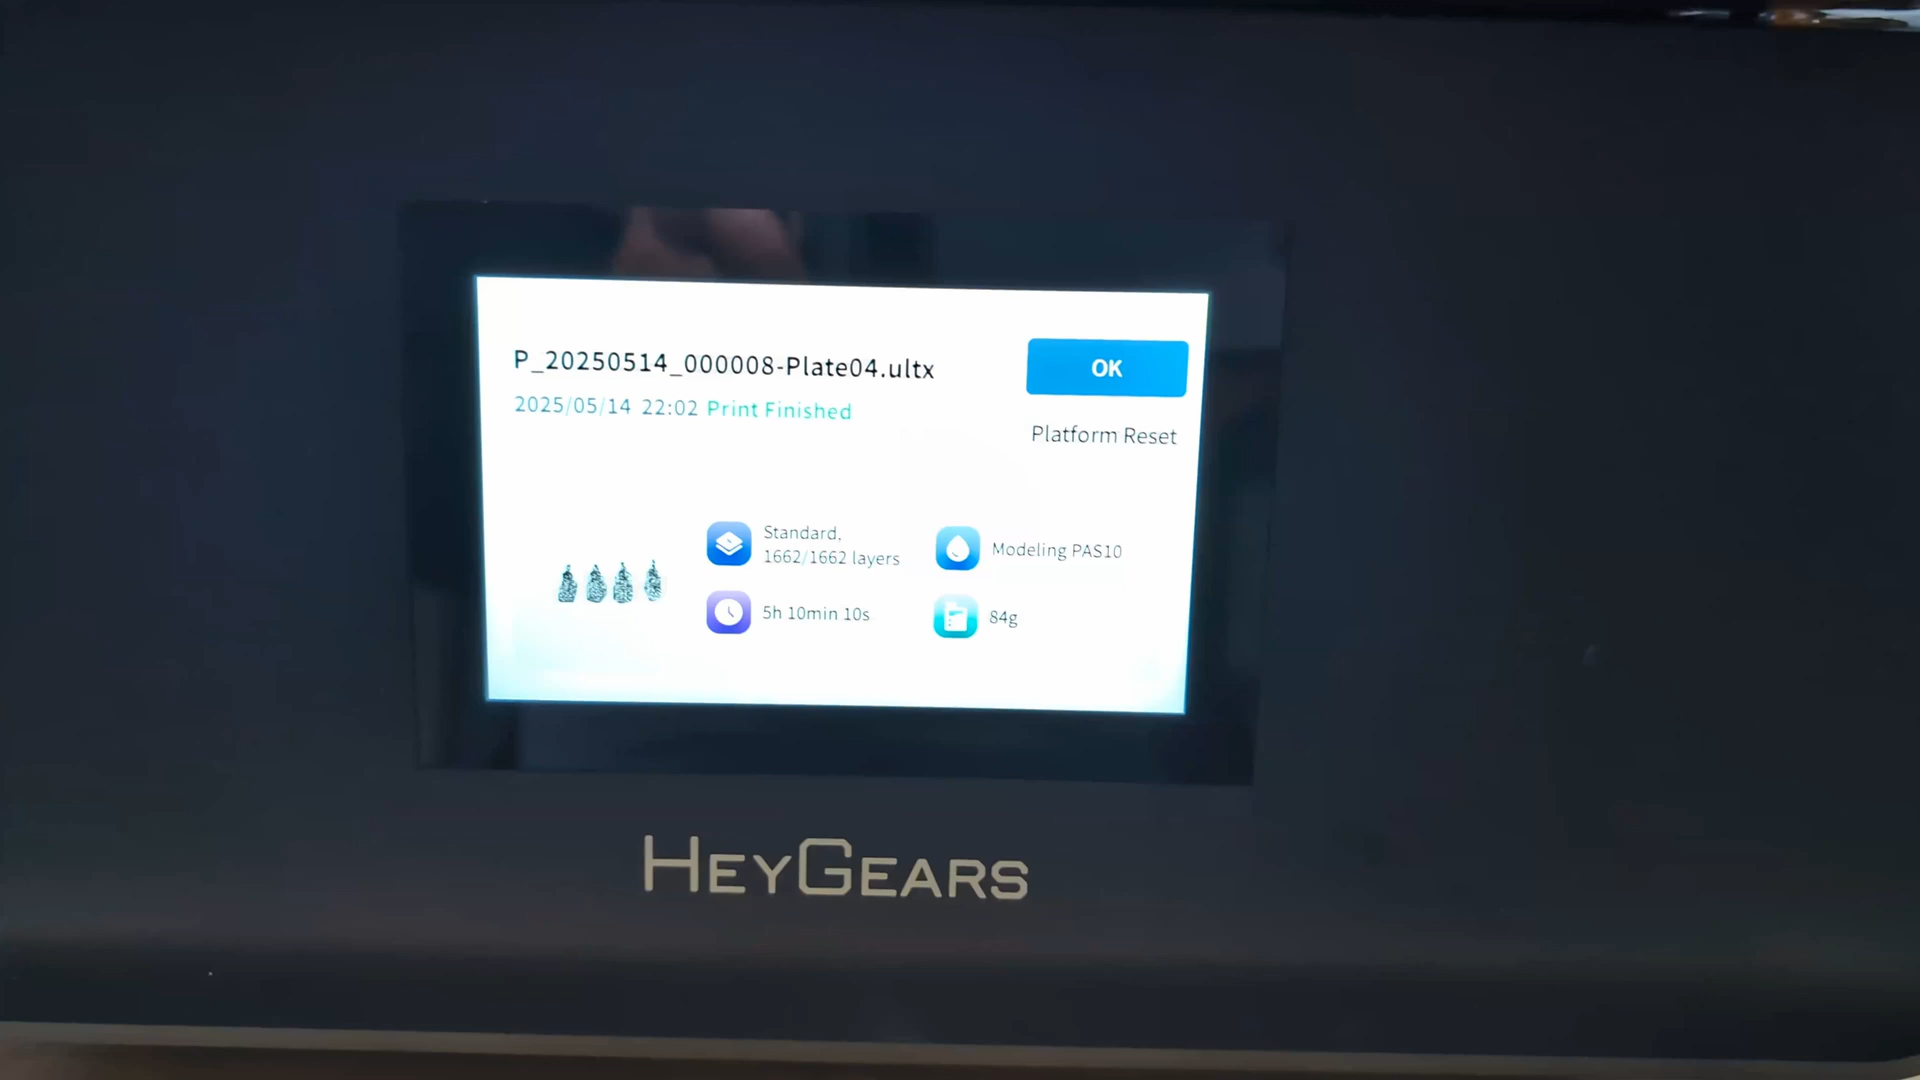 P_20250514_000008-Plate04.ultx
2025/05/14 22:02 Print Finished
OK
Platform Reset
Standard,
1662/1662 layers
Modeling PAS10
5h 10min 10s
84g
HEYGEARS